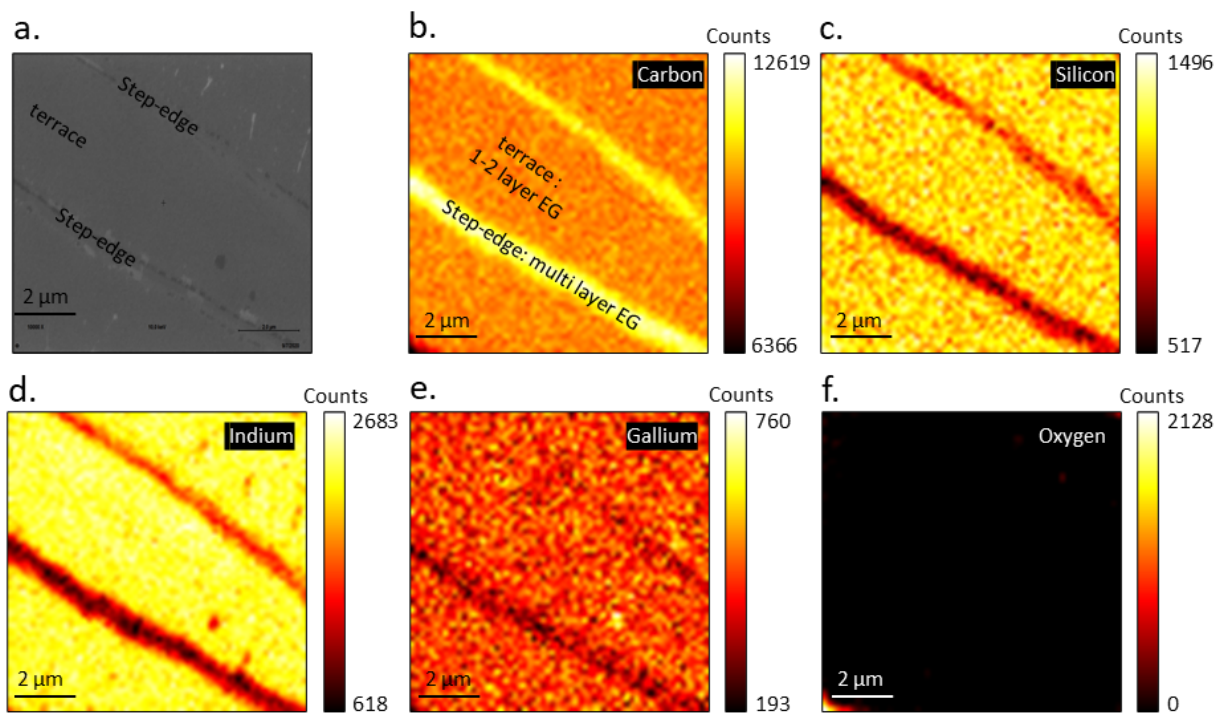 a.
Step-edge
terrace
Step-edge
2 µm
b.
Counts
Carbon
12619
terrace :
1-2 layer EG
Step-edge: multi layer EG
2 µm
6366
c.
Counts
Silicon
1496
2 µm
517
d.
Counts
Indium
2683
2 µm
618
e.
Counts
Gallium
760
2 µm
193
f.
Counts
Oxygen
2128
2 µm
0